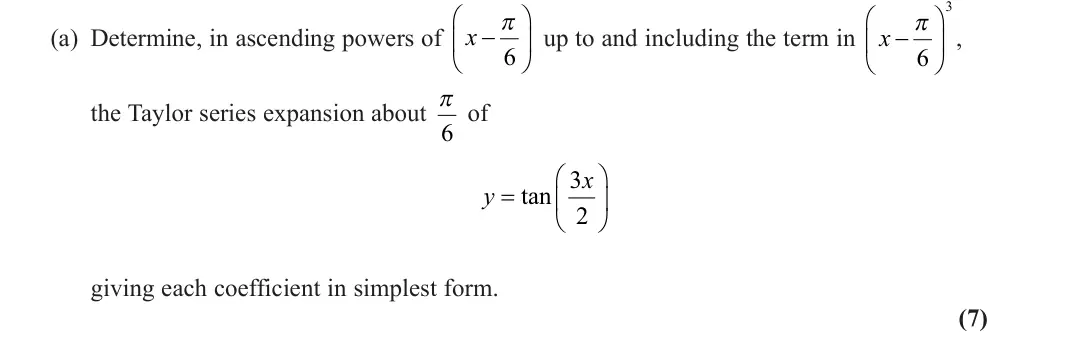 (a) Determine, in ascending powers of (x − π/6) up to and including the term in (x − π/6)³,
the Taylor series expansion about π/6 of
y = tan(3x/2)
giving each coefficient in simplest form.
(7)